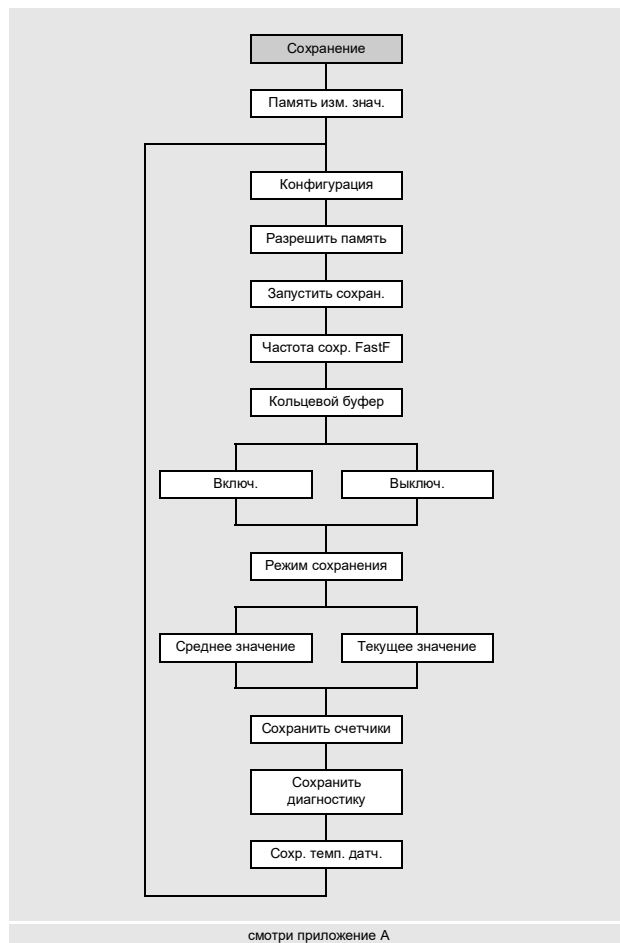 Сохранение
Память изм. знач.
Конфигурация
Разрешить память
Запустить сохран.
Частота сохр. FastF
Кольцевой буфер
Включ.
Выключ.
Режим сохранения
Среднее значение
Текущее значение
Сохранить счетчики
Сохранить
диагностику
Сохр. темп. датч.
смотри приложение A